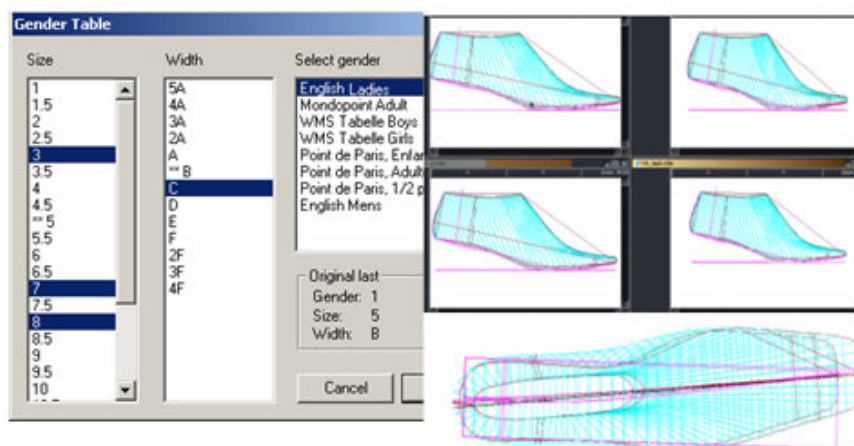 Gender Table
Size
1
1.5
2
2.5
3
3.5
4
4.5
** 5
5.5
6
6.5
7
7.5
8
8.5
9
9.5
10
Width
5A
4A
3A
2A
A
** B
C
D
E
F
2F
3F
4F
Select gender
English Ladies
Mondopoint Adult
WMS Tabelle Boys
WMS Tabelle Girls
Point de Paris, Enfan
Point de Paris, Adult
Point de Paris, 1/2 p
English Mens
Original last
Gender: 1
Size: 5
Width: B
Cancel